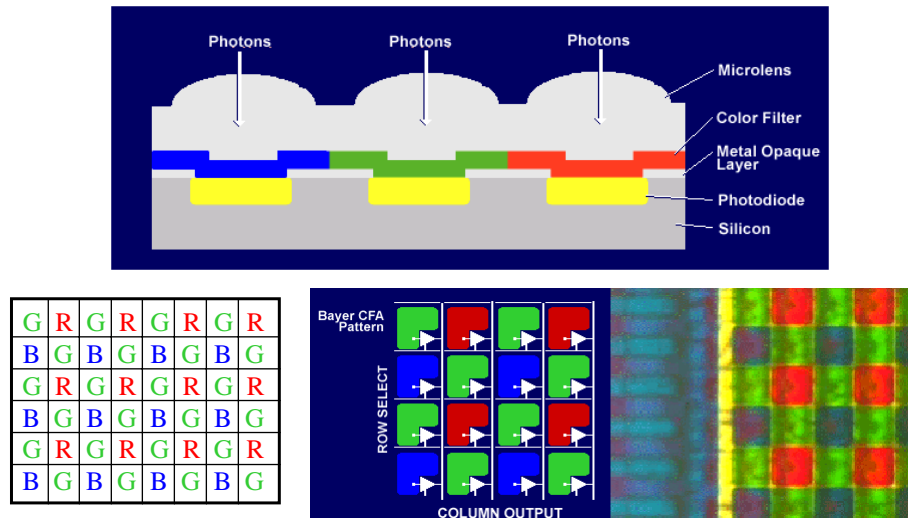 Photons Photons Photons
Microlens
Color Filter
Metal Opaque
Layer
Photodiode
Silicon
G R G R G R G R
B G B G B G B G
G R G R G R G R
B G B G B G B G
G R G R G R G R
B G B G B G B G
Bayer CFA
Pattern
ROW SELECT
COLUMN OUTPUT